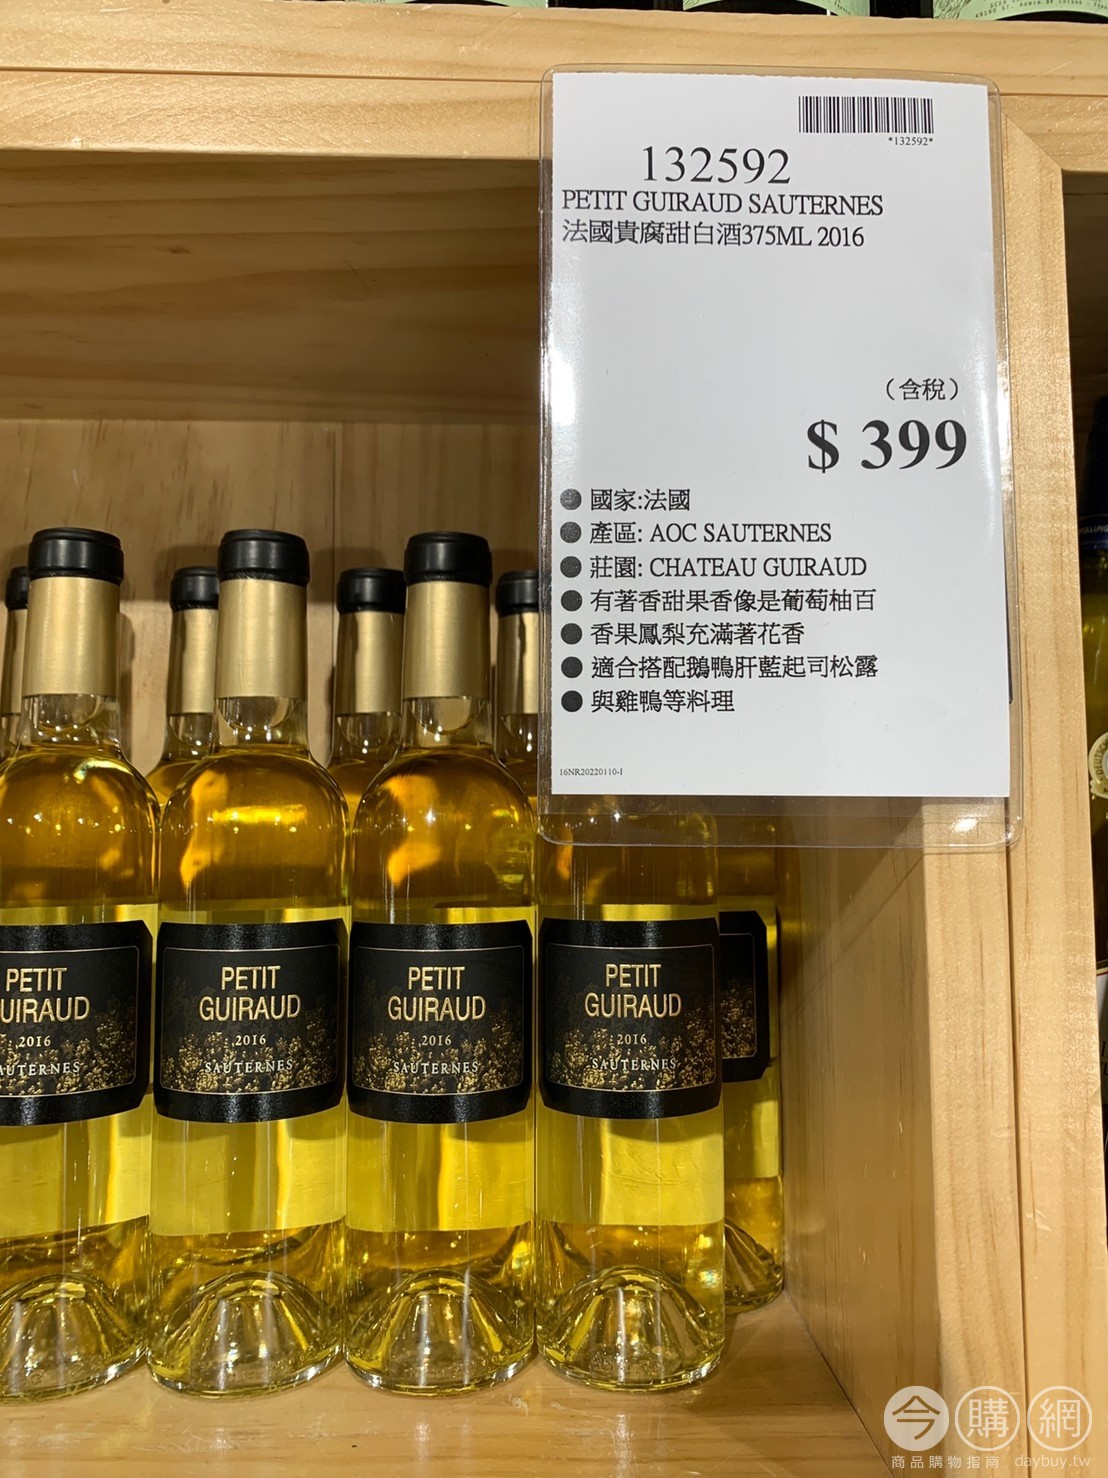 *132592*
132592
PETIT GUIRAUD SAUTERNES
法國貴腐甜白酒375ML 2016
（含稅）
$ 399
● 國家:法國
● 產區: AOC SAUTERNES
● 莊園: CHATEAU GUIRAUD
● 有著香甜果香像是葡萄柚百
● 香果鳳梨充滿著花香
● 適合搭配鵝鴨肝藍起司松露
● 與雞鴨等料理
16NR20220110-1
PETIT
UIRAUD
2016
AUTERNES
PETIT
GUIRAUD
2016
SAUTERNES
PETIT
GUIRAUD
2016
SAUTERNES
PETIT
GUIRAUD
2016
SAUTERNES
今購網
商品購物指南 daybuy.tw